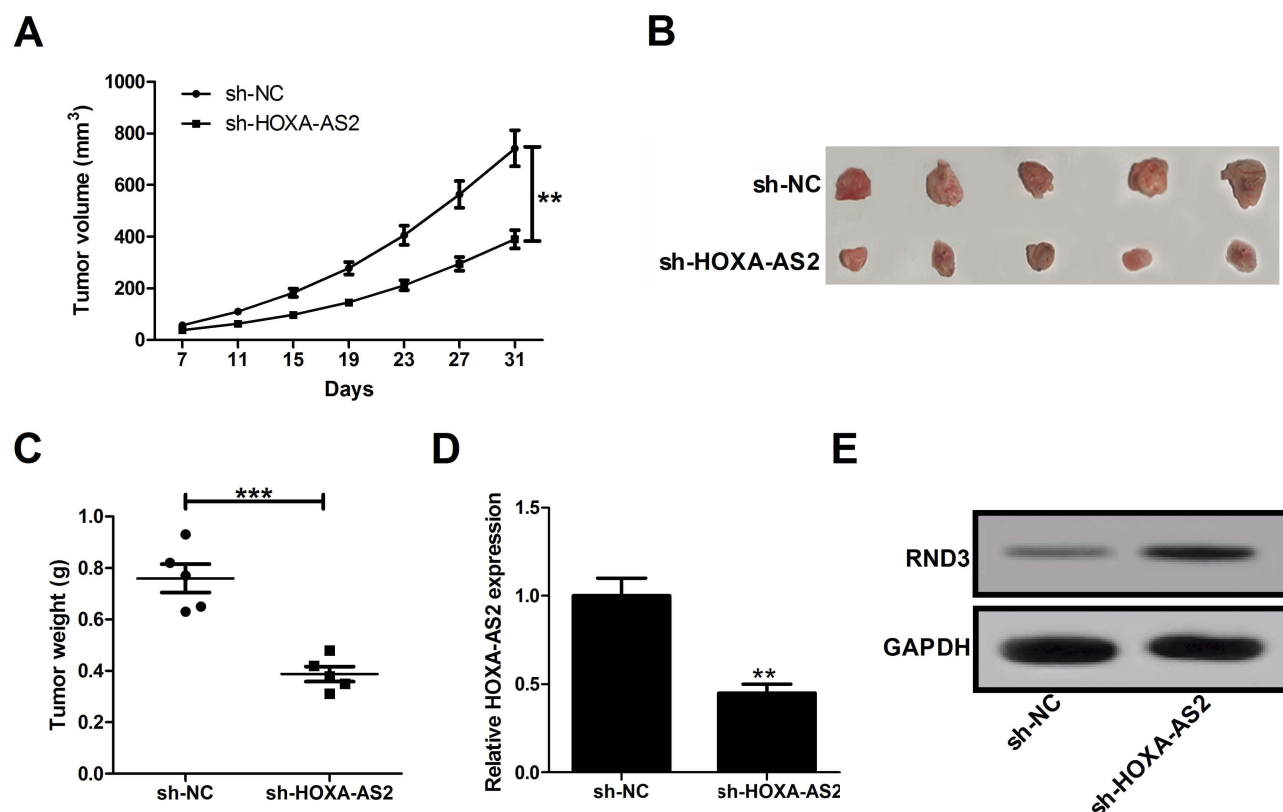 A
Tumor volume (mm³)
1000
800
600
400
200
0
sh-NC
sh-HOXA-AS2
**
7 11 15 19 23 27 31
Days
B
sh-NC
sh-HOXA-AS2
C
Tumor weight (g)
1.0
0.8
0.6
0.4
0.2
0.0
***
sh-NC sh-HOXA-AS2
D
Relative HOXA-AS2 expression
1.5
1.0
0.5
0.0
**
sh-NC sh-HOXA-AS2
E
RND3
GAPDH
sh-NC
sh-HOXA-AS2